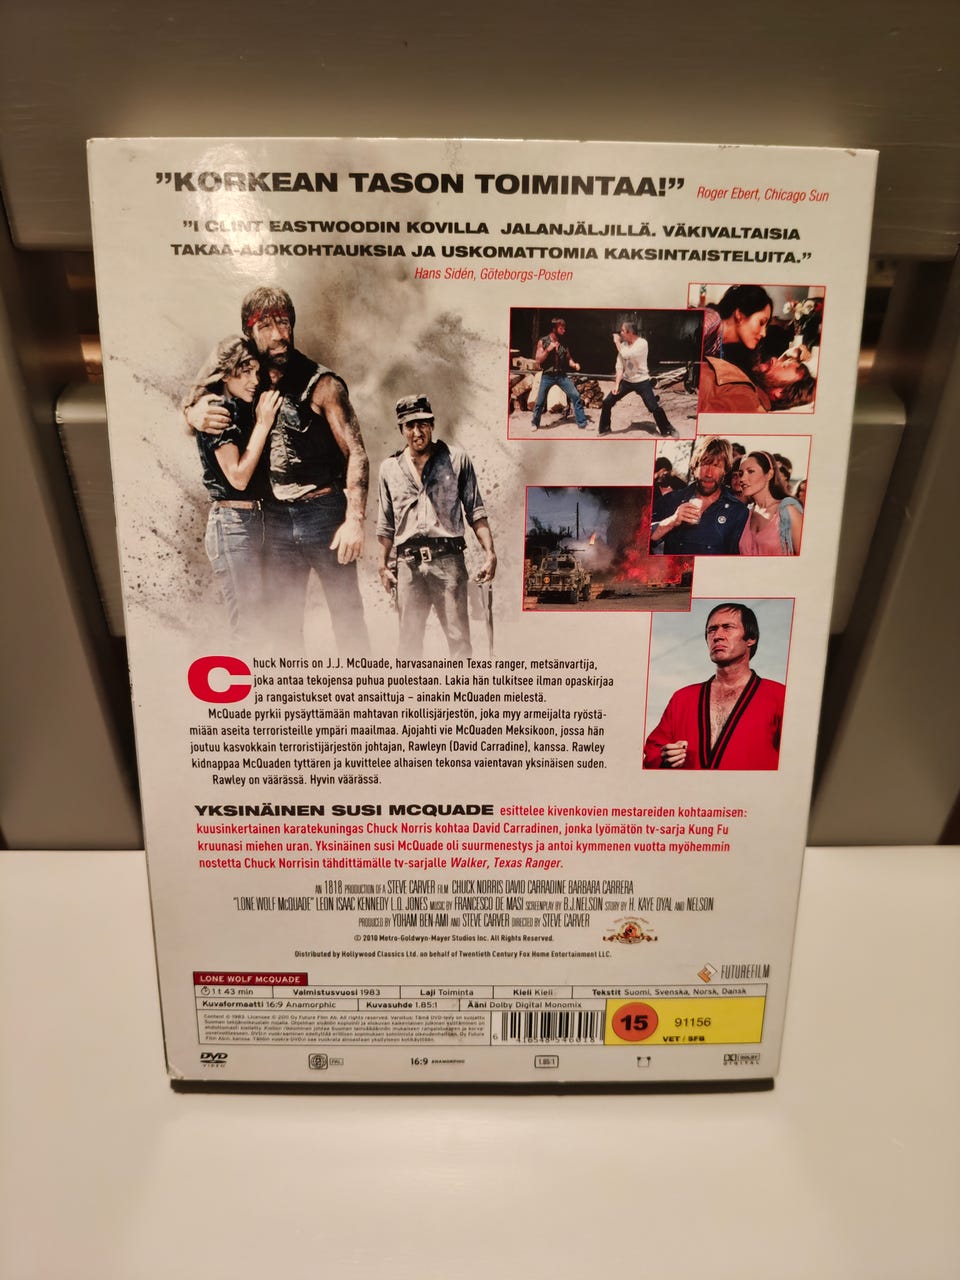 ”KORKEAN TASON TOIMINTAA!” Roger Ebert, Chicago Sun
”I CLINT EASTWOODIN KOVILLA JALANJÄLJILLÄ. VÄKIVALTAISIA
TAKAA-AJOKOHTAUKSIA JA USKOMATTOMIA KAKSINTAISTELUITA.”
Hans Sidén, Göteborgs-Posten
Chuck Norris on J.J. McQuade, harvasanainen Texas ranger, metsänvartija,
joka antaa tekojensa puhua puolestaan. Lakia hän tulkitsee ilman opaskirjaa
ja rangaistukset ovat ansaittuja – ainakin McQuaden mielestä.
McQuade pyrkii pysäyttämään mahtavan rikollisjärjestön, joka myy armeijalta ryöstä-
miään aseita terroristeille ympäri maailmaa. Ajojahti vie McQuaden Meksikoon, jossa hän
joutuu kasvokkain terroristijärjestön johtajan, Rawleyn (David Carradine), kanssa. Rawley
kidnappaa McQuaden tyttären ja kuvittelee alhaisen tekonsa vaientavan yksinäisen suden.
Rawley on väärässä. Hyvin väärässä.
YKSINÄINEN SUSI MCQUADE esittelee kivenkovien mestareiden kohtaamisen:
kuusinkertainen karatekuningas Chuck Norris kohtaa David Carradinen, jonka lyömätön tv-sarja Kung Fu
kruunasi miehen uran. Yksinäinen susi McQuade oli suurmenestys ja antoi kymmenen vuotta myöhemmin
nostetta Chuck Norrisin tähdittämälle tv-sarjalle Walker, Texas Ranger.
AN 1818 PRODUCTION OF A STEVE CARVER FILM CHUCK NORRIS DAVID CARRADINE BARBARA CARRERA
"LONE WOLF McQUADE" LEON ISAAC KENNEDY L.Q. JONES MUSIC BY FRANCESCO DE MASI SCREENPLAY BY B.J. NELSON STORY BY H. KAYE DYAL AND NELSON
PRODUCED BY YORAM BEN-AMI AND STEVE CARVER DIRECTED BY STEVE CARVER
© 2010 Metro-Goldwyn-Mayer Studios Inc. All Rights Reserved.
Distributed by Hollywood Classics Ltd. on behalf of Twentieth Century Fox Home Entertainment LLC.
FUTUREFILM
LONE WOLF MCQUADE
1 t 43 min Valmistusvuosi 1983 Laji Toiminta Kieli Kieli Tekstit Suomi, Svenska, Norsk, Dansk
Kuvaformaatti 16:9 Anamorphic Kuvasuhde 1.85:1 Ääni Dolby Digital Monomix
6 416548 546018
15 91156
VET / SFB
DVD VIDEO PAL 16:9 ANAMORPHIC 1.85:1 DOLBY DIGITAL